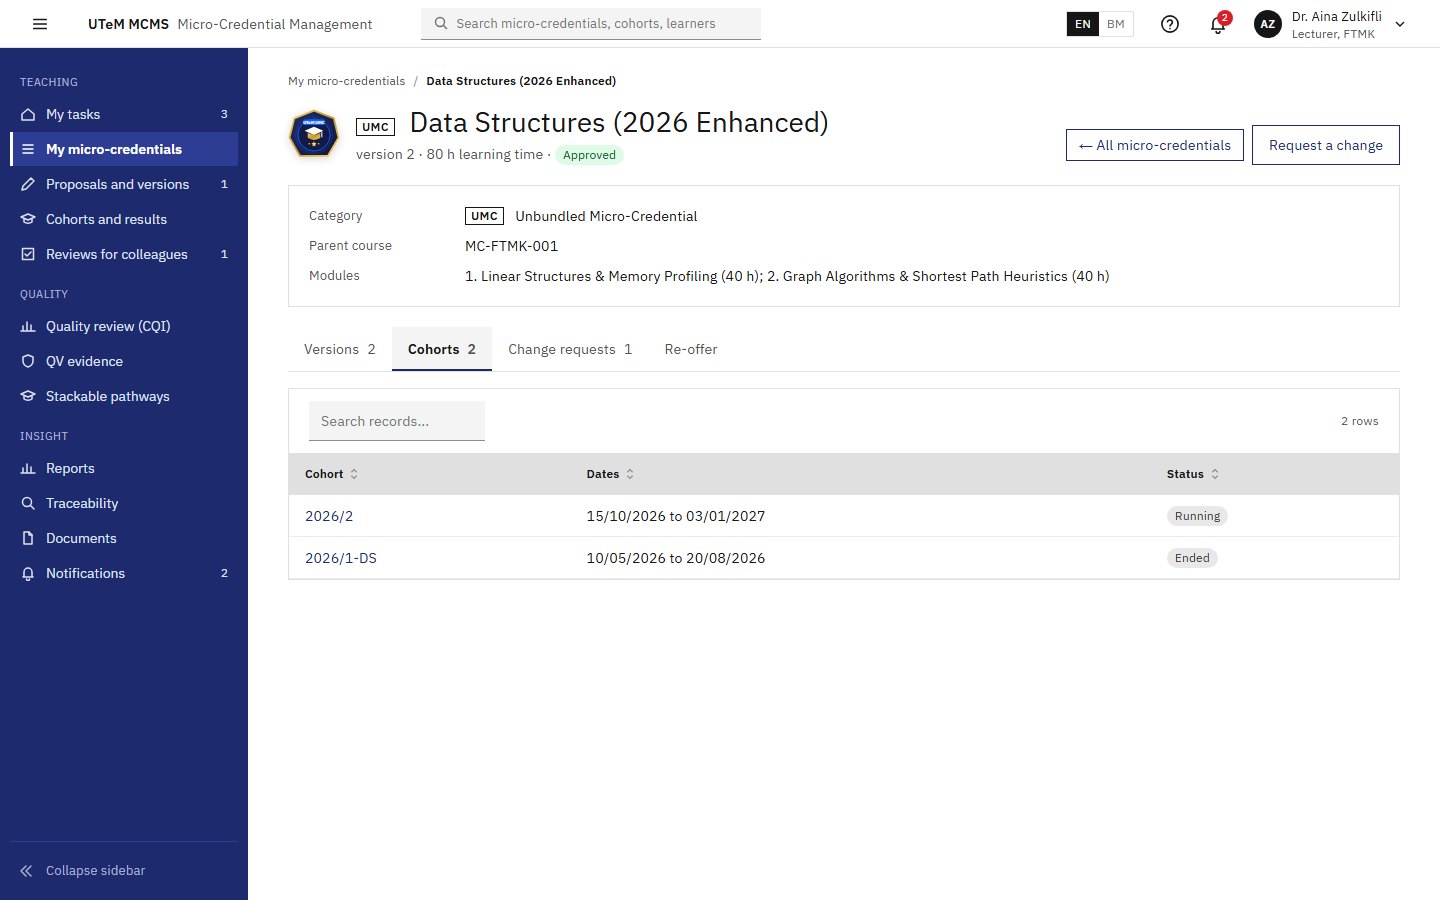 UTeM MCMS Micro-Credential Management
Search micro-credentials, cohorts, learners
EN BM
2
AZ
Dr. Aina Zulkifli
Lecturer, FTMK
TEACHING
My tasks 3
My micro-credentials
Proposals and versions 1
Cohorts and results
Reviews for colleagues 1
QUALITY
Quality review (CQI)
QV evidence
Stackable pathways
INSIGHT
Reports
Traceability
Documents
Notifications 2
Collapse sidebar
My micro-credentials / Data Structures (2026 Enhanced)
UMC Data Structures (2026 Enhanced)
version 2 · 80 h learning time · Approved
← All micro-credentials
Request a change
Category UMC Unbundled Micro-Credential
Parent course MC-FTMK-001
Modules 1. Linear Structures & Memory Profiling (40 h); 2. Graph Algorithms & Shortest Path Heuristics (40 h)
Versions 2 Cohorts 2 Change requests 1 Re-offer
Search records... 2 rows
Cohort Dates Status
2026/2 15/10/2026 to 03/01/2027 Running
2026/1-DS 10/05/2026 to 20/08/2026 Ended